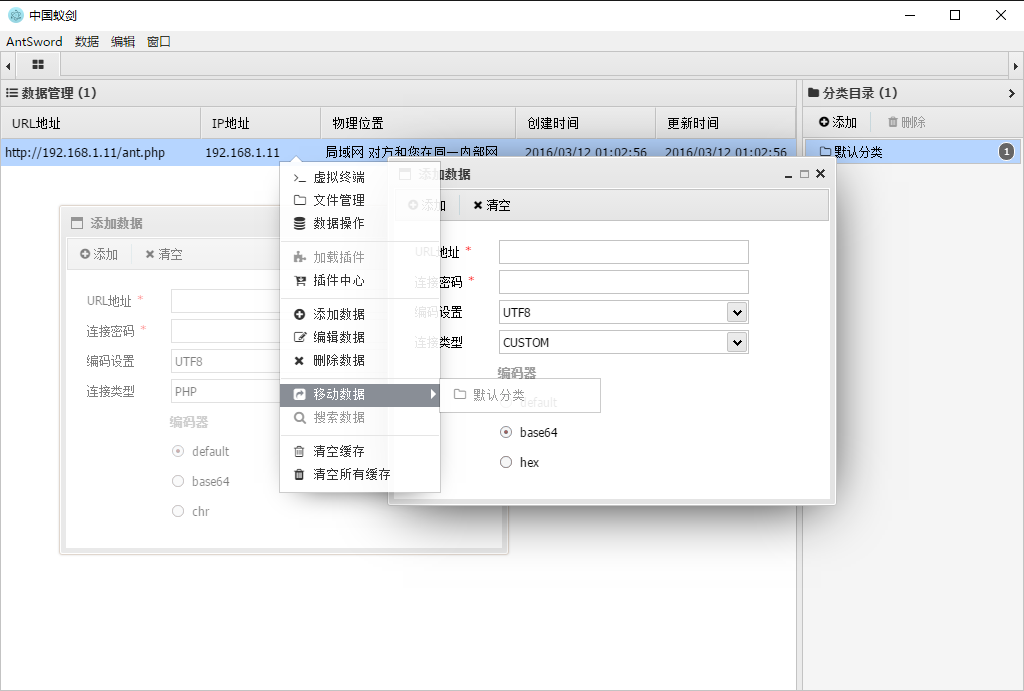 中国蚁剑
AntSword 数据 编辑 窗口
数据管理 (1)
分类目录 (1)
URL地址 IP地址 物理位置 创建时间 更新时间
添加 删除
http://192.168.1.11/ant.php 192.168.1.11 局域网 对方和您在同一内部网 2016/03/12 01:02:56 2016/03/12 01:02:56
默认分类 1
添加数据
添加 清空
URL地址 *
连接密码 *
编码设置 UTF8
连接类型 PHP
编码器
default
base64
chr
虚拟终端
文件管理
数据操作
加载插件
插件中心
添加数据
编辑数据
删除数据
移动数据
搜索数据
清空缓存
清空所有缓存
默认分类
添加数据
添加 清空
URL地址 *
连接密码 *
编码设置 UTF8
连接类型 CUSTOM
编码器
default
base64
hex